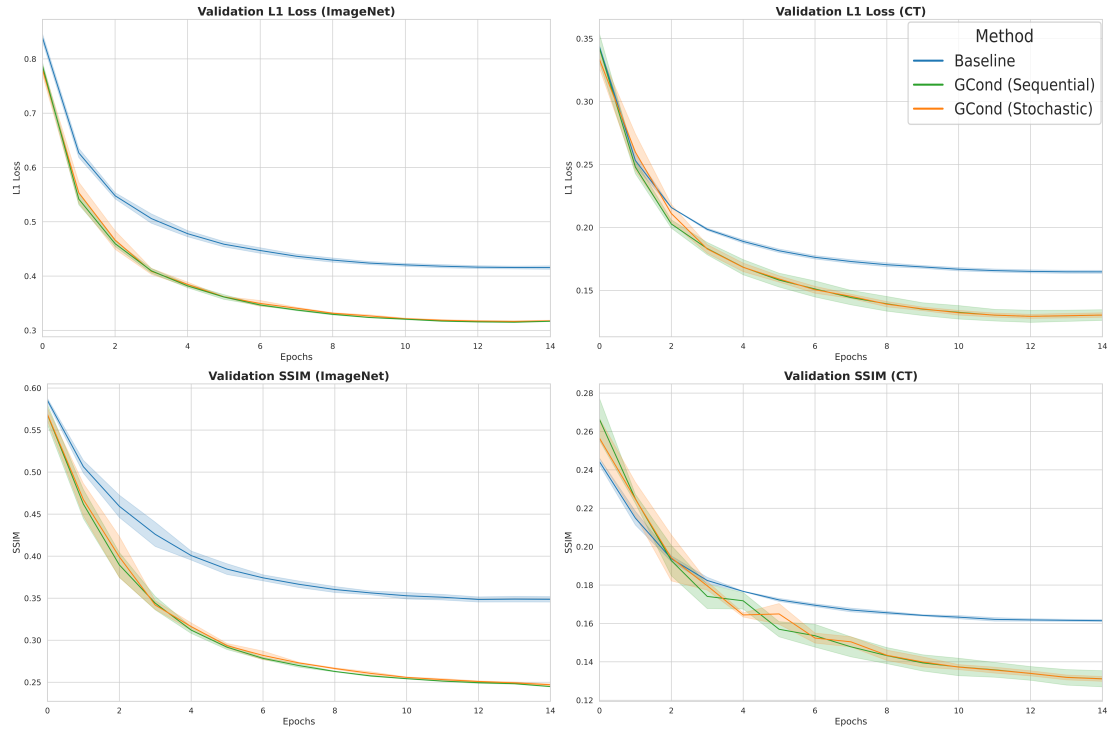 Validation L1 Loss (ImageNet)
L1 Loss
0.8
0.7
0.6
0.5
0.4
0.3
0 2 4 6 8 10 12 14
Epochs
Validation L1 Loss (CT)
L1 Loss
0.35
0.30
0.25
0.20
0.15
0 2 4 6 8 10 12 14
Epochs
Method
Baseline
GCond (Sequential)
GCond (Stochastic)
Validation SSIM (ImageNet)
SSIM
0.60
0.55
0.50
0.45
0.40
0.35
0.30
0.25
0 2 4 6 8 10 12 14
Epochs
Validation SSIM (CT)
SSIM
0.28
0.26
0.24
0.22
0.20
0.18
0.16
0.14
0.12
0 2 4 6 8 10 12 14
Epochs